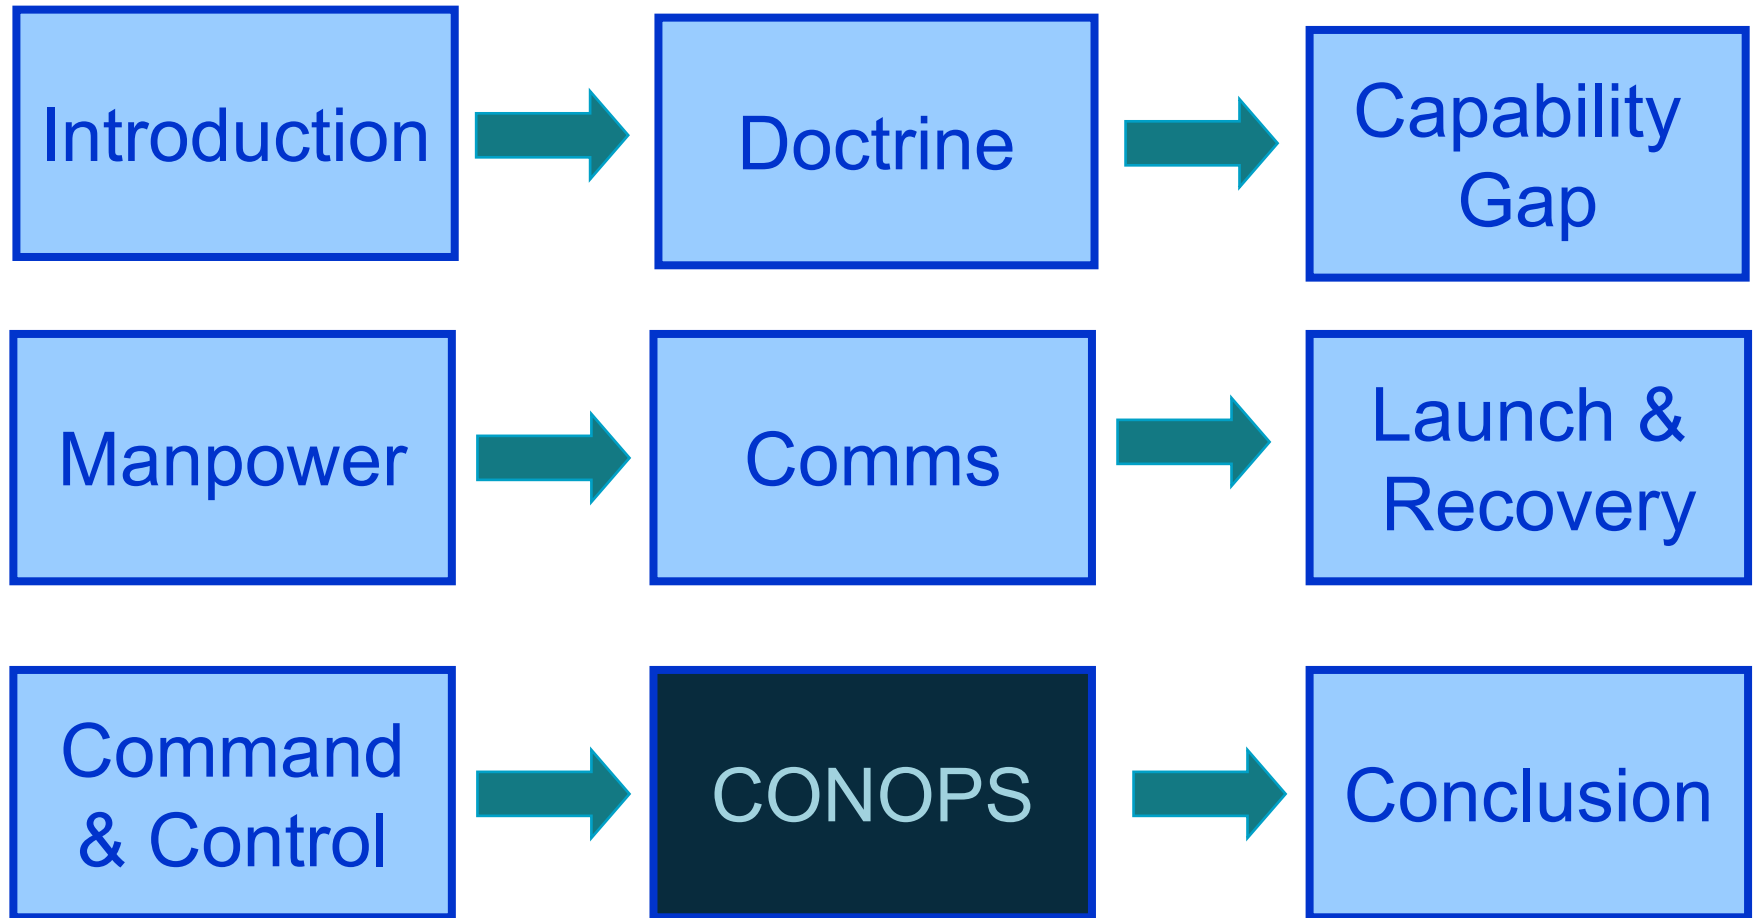 Introduction
Doctrine
Capability
Gap
Manpower
Comms
Launch &
Recovery
Command
& Control
CONOPS
Conclusion